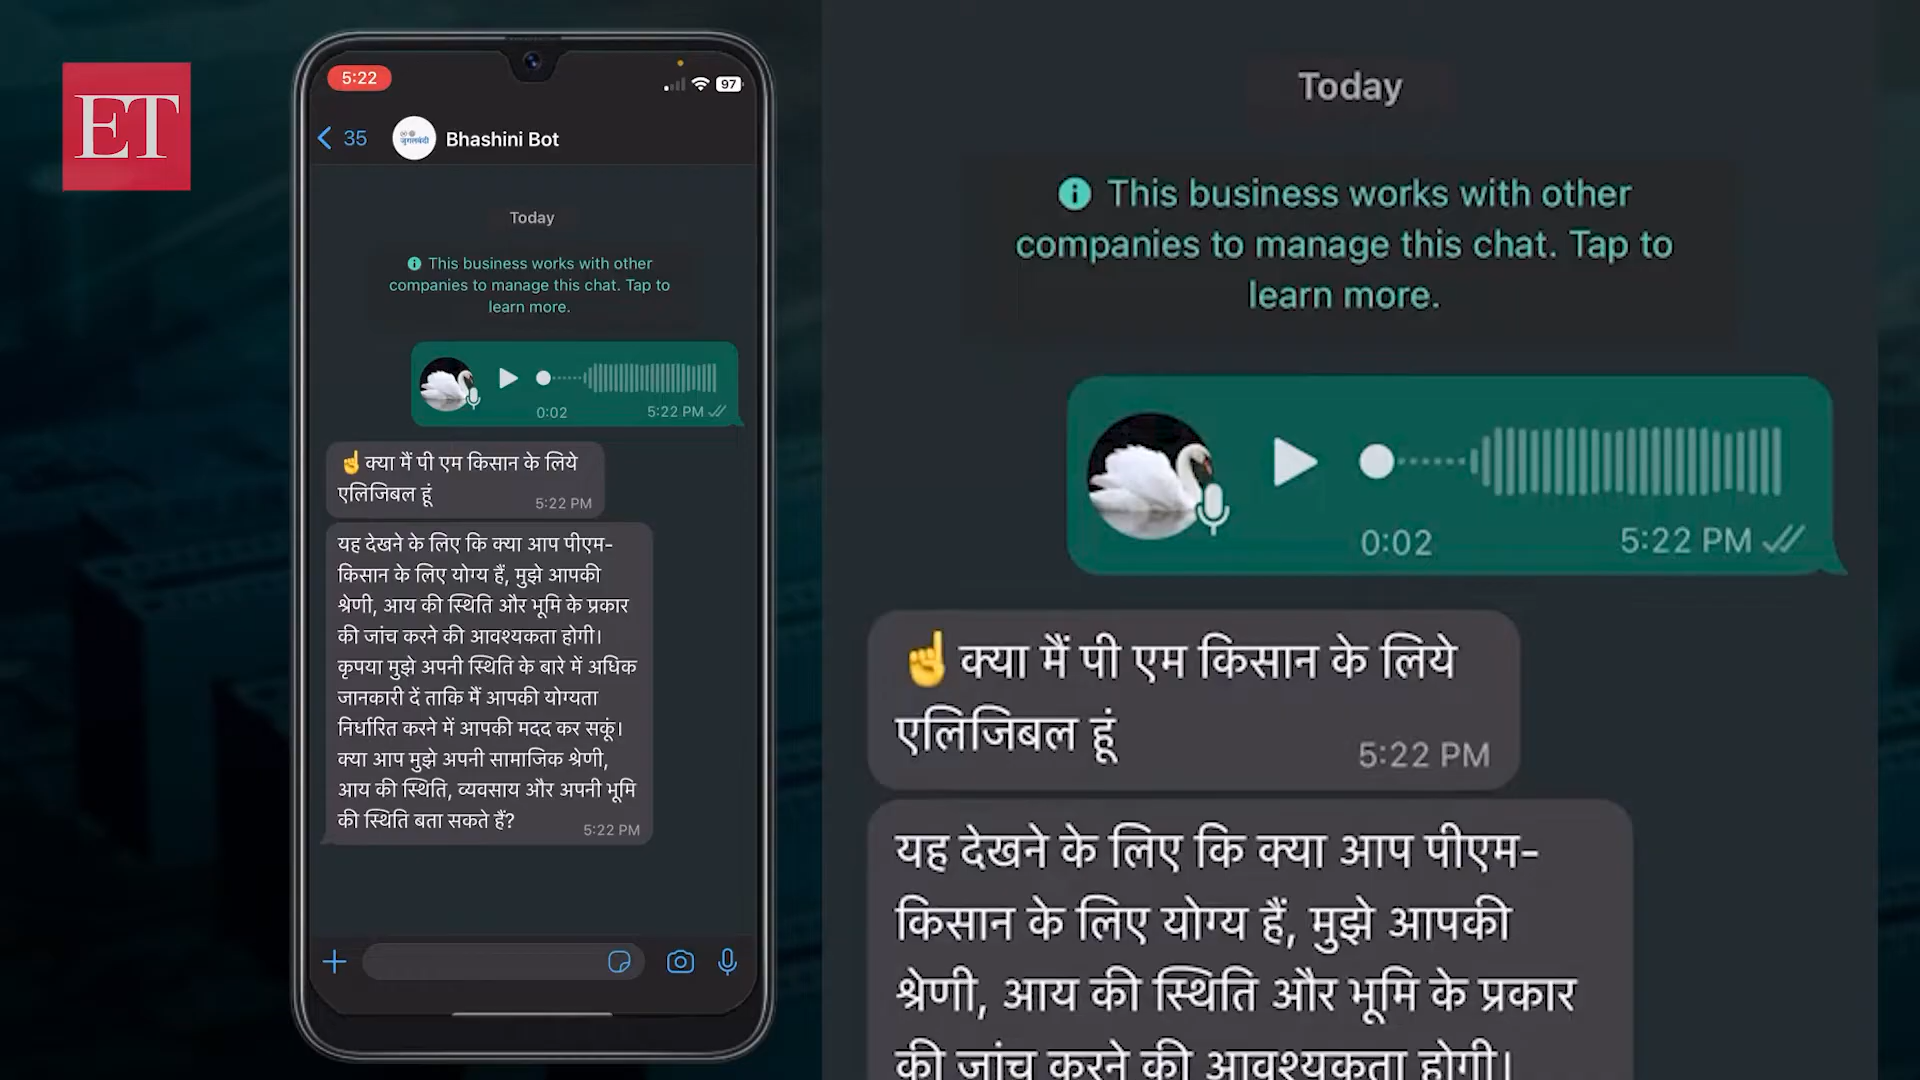 ET
5:22
97
35
जुगलबंदी
Bhashini Bot
Today
This business works with other
companies to manage this chat. Tap to
learn more.
0:02
5:22 PM
☝क्या मैं पी एम किसान के लिये
एलिजिबल हूं
5:22 PM
यह देखने के लिए कि क्या आप पीएम-
किसान के लिए योग्य हैं, मुझे आपकी
श्रेणी, आय की स्थिति और भूमि के प्रकार
की जांच करने की आवश्यकता होगी।
कृपया मुझे अपनी स्थिति के बारे में अधिक
जानकारी दें ताकि मैं आपकी योग्यता
निर्धारित करने में आपकी मदद कर सकूं।
क्या आप मुझे अपनी सामाजिक श्रेणी,
आय की स्थिति, व्यवसाय और अपनी भूमि
की स्थिति बता सकते हैं?
5:22 PM
Today
This business works with other
companies to manage this chat. Tap to
learn more.
0:02
5:22 PM
☝क्या मैं पी एम किसान के लिये
एलिजिबल हूं
5:22 PM
यह देखने के लिए कि क्या आप पीएम-
किसान के लिए योग्य हैं, मुझे आपकी
श्रेणी, आय की स्थिति और भूमि के प्रकार
की जांच करने की आवश्यकता होगी।